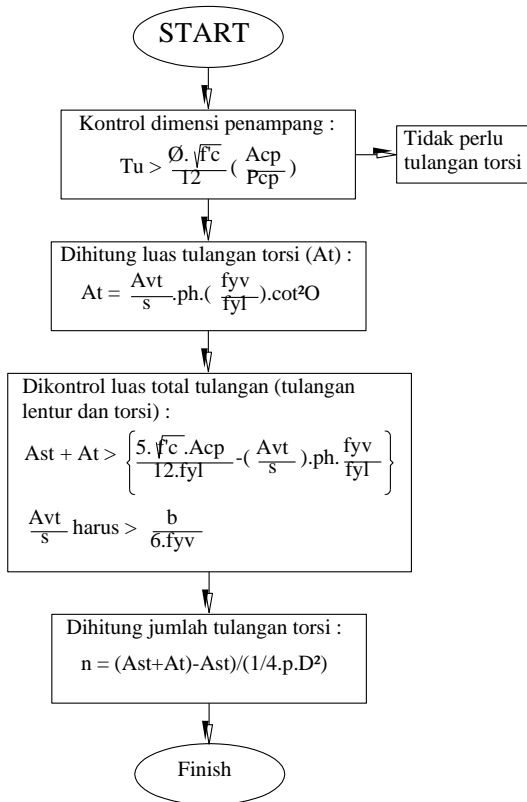 START
Kontrol dimensi penampang :
Tu > Ø. √f'c / 12 ( Acp / Pcp )
Tidak perlu
tulangan torsi
Dihitung luas tulangan torsi (At) :
At = Avt / s .ph.( fyv / fyl ).cot²O
Dikontrol luas total tulangan (tulangan
lentur dan torsi) :
Ast + At > { 5. √f'c .Acp / 12.fyl -( Avt / s ).ph. fyv / fyl }
Avt / s harus > b / 6.fyv
Dihitung jumlah tulangan torsi :
n = (Ast+At)-Ast)/(1/4.p.D²)
Finish